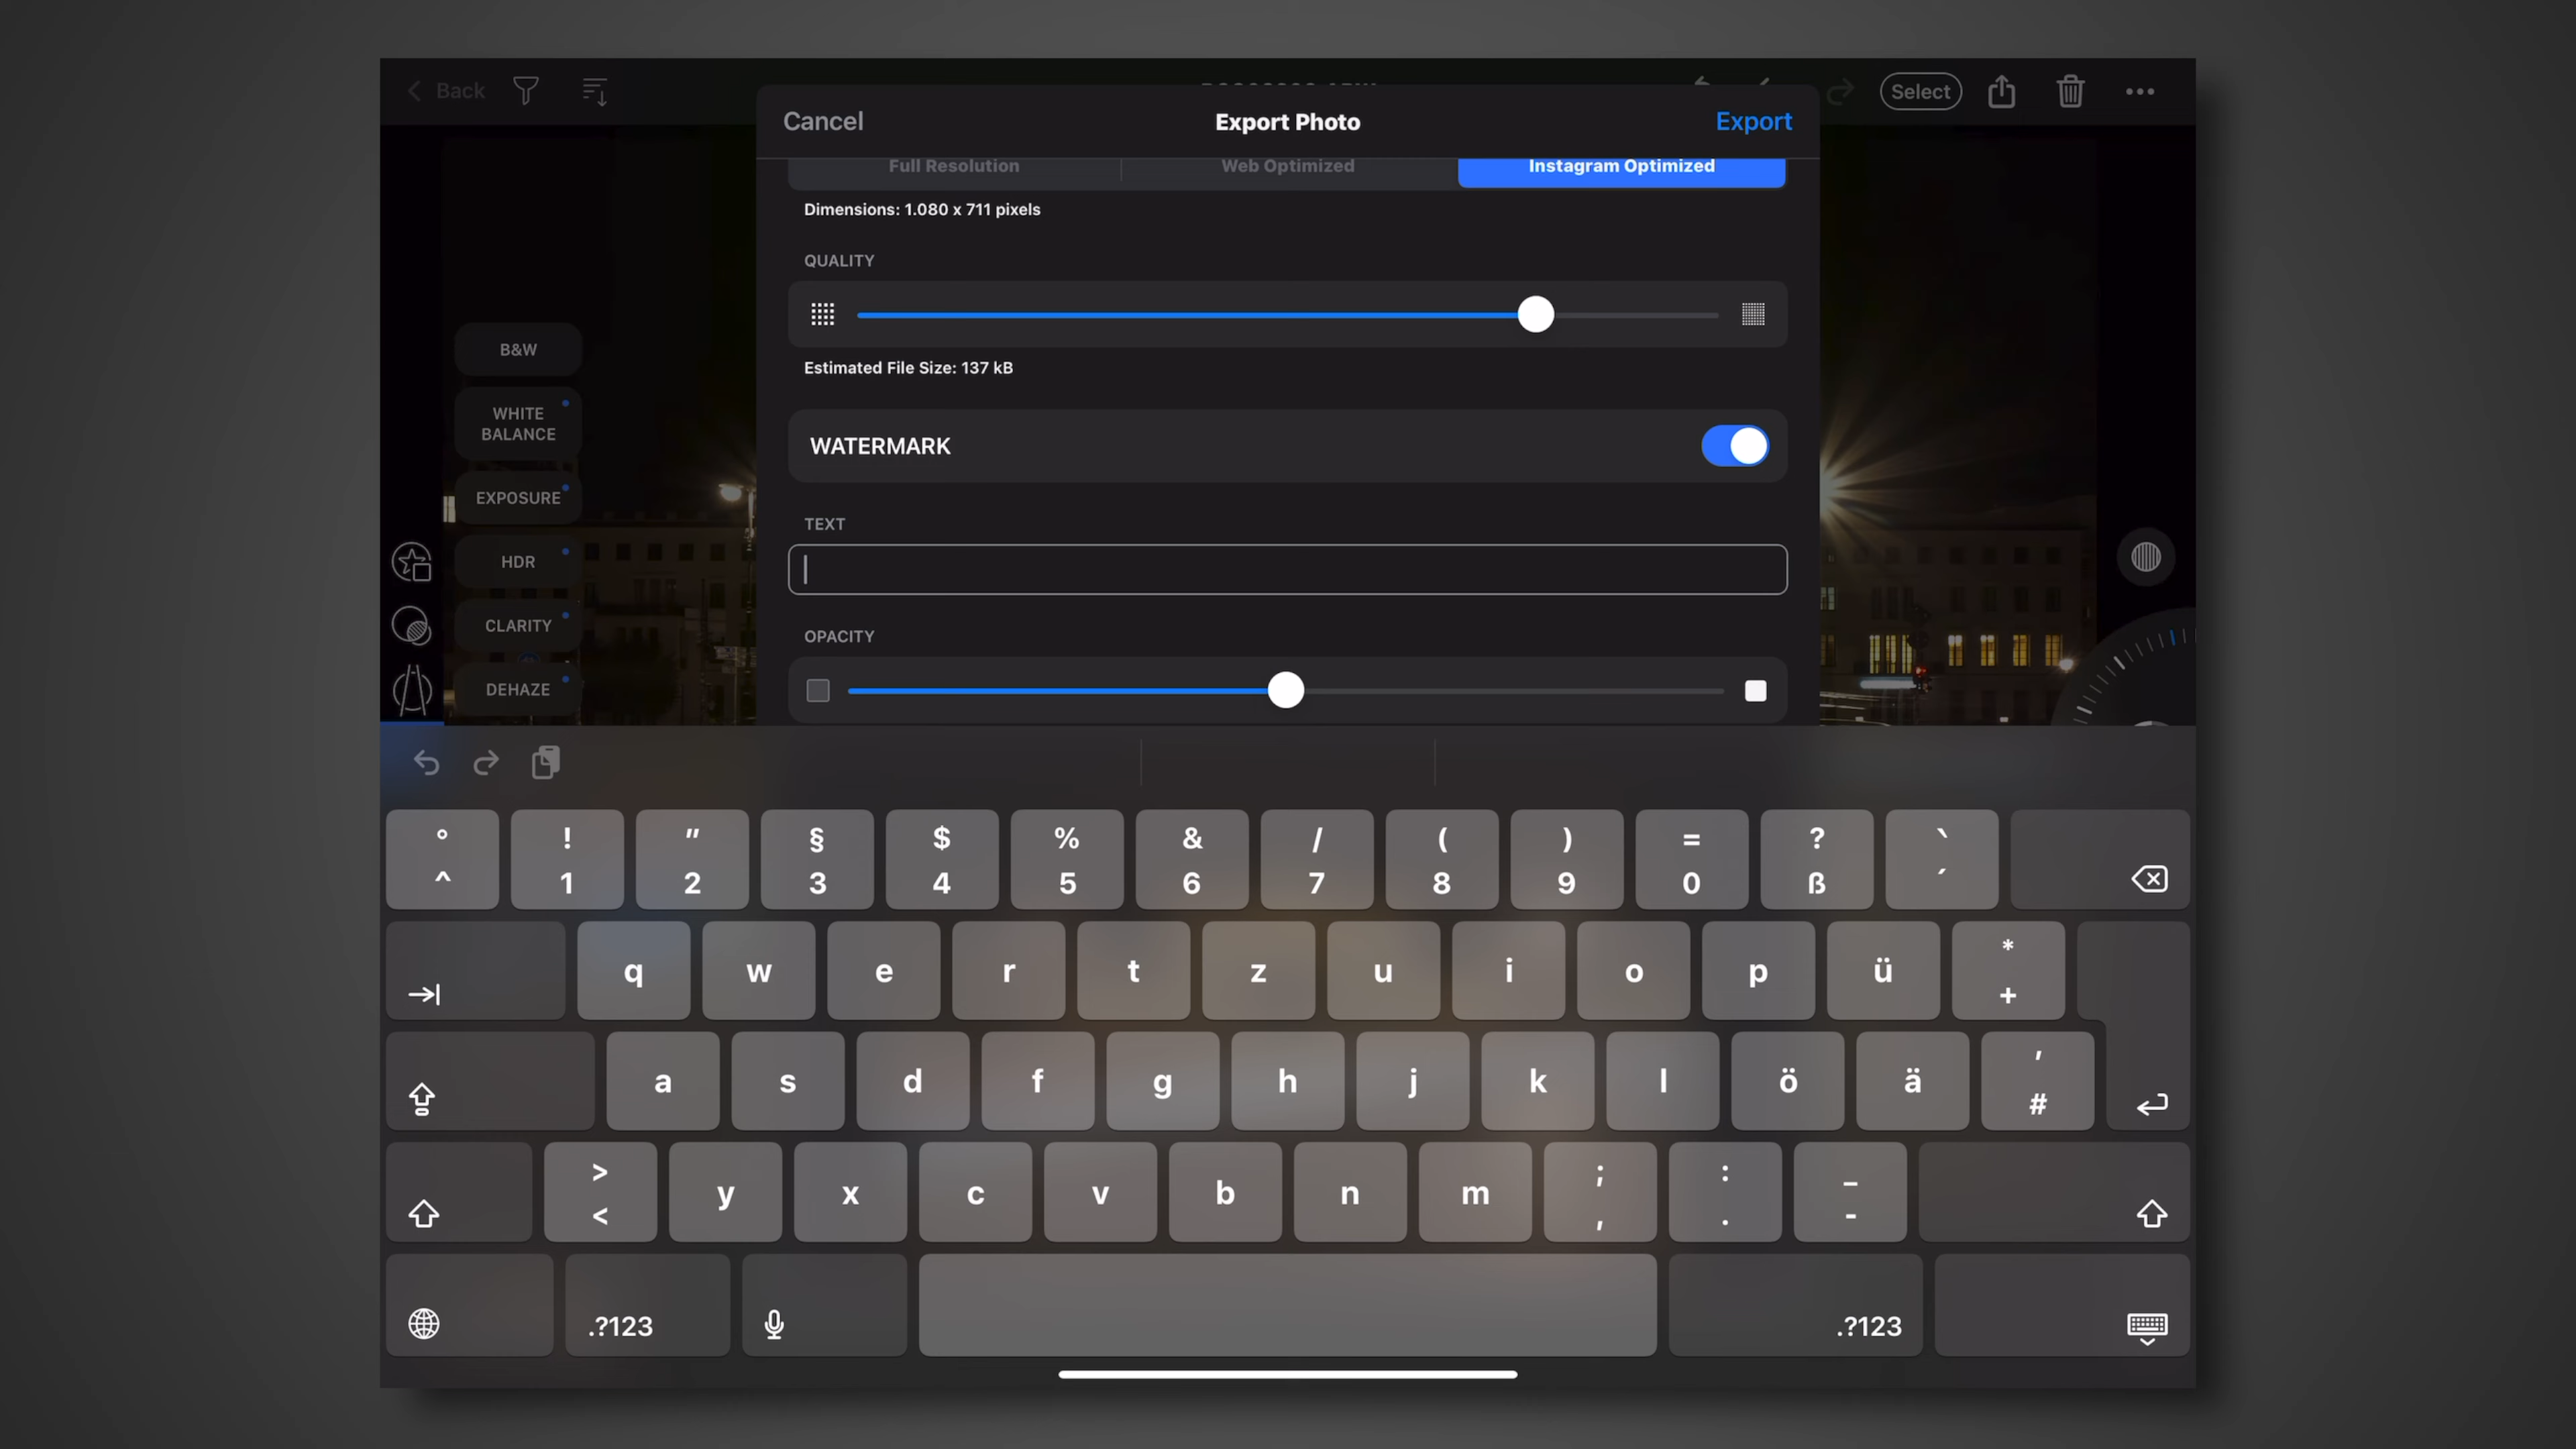 Back
Select
Cancel
Export Photo
Export
Full Resolution
Web Optimized
Instagram Optimized
Dimensions: 1.080 x 711 pixels
QUALITY
Estimated File Size: 137 kB
B&W
WHITE
BALANCE
EXPOSURE
HDR
CLARITY
DEHAZE
WATERMARK
TEXT
OPACITY
° ! " § $ % & / ( ) = ? `
^ 1 2 3 4 5 6 7 8 9 0 ß ´
q w e r t z u i o p ü * +
a s d f g h j k l ö ä ' #
> < y x c v b n m ; , : . _ -
.?123 .?123